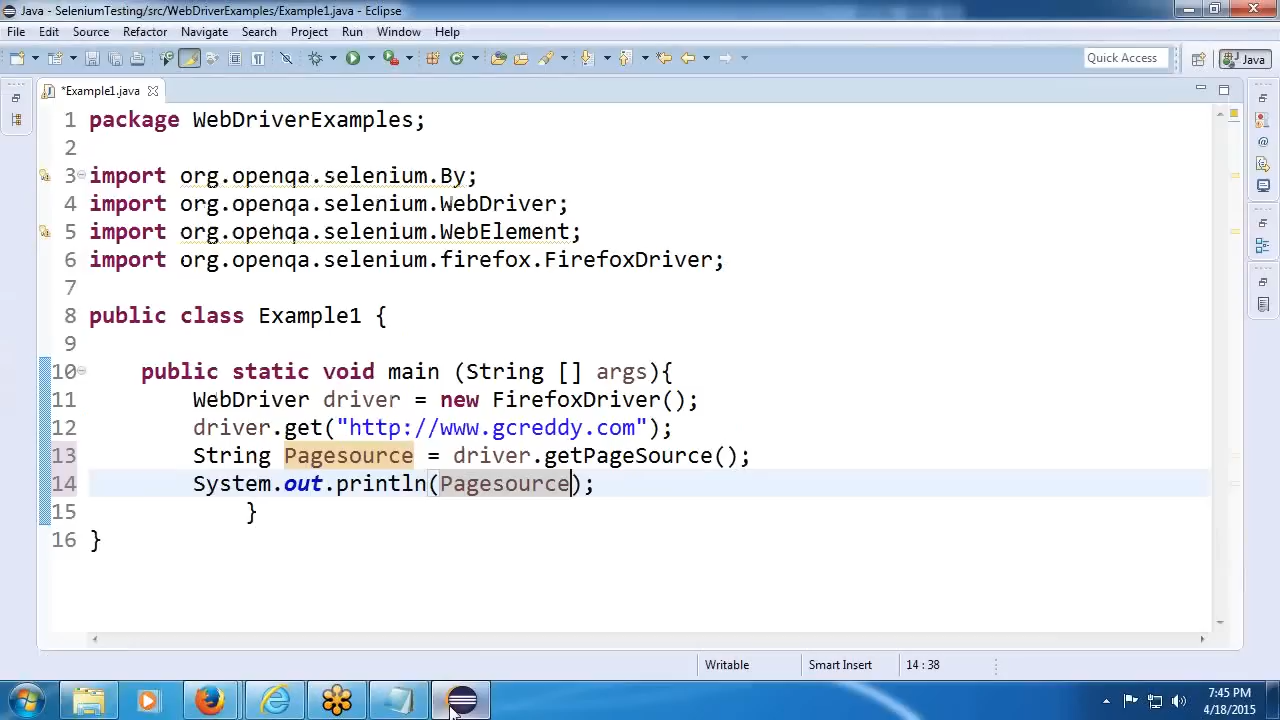 Java - SeleniumTesting/src/WebDriverExamples/Example1.java - Eclipse
File Edit Source Refactor Navigate Search Project Run Window Help
Quick Access
Java
*Example1.java
1 package WebDriverExamples;
2
3 import org.openqa.selenium.By;
4 import org.openqa.selenium.WebDriver;
5 import org.openqa.selenium.WebElement;
6 import org.openqa.selenium.firefox.FirefoxDriver;
7
8 public class Example1 {
9
10 public static void main (String [] args){
11 WebDriver driver = new FirefoxDriver();
12 driver.get("http://www.gcreddy.com");
13 String Pagesource = driver.getPageSource();
14 System.out.println(Pagesource);
15 }
16 }
Writable Smart Insert 14 : 38
7:45 PM
4/18/2015